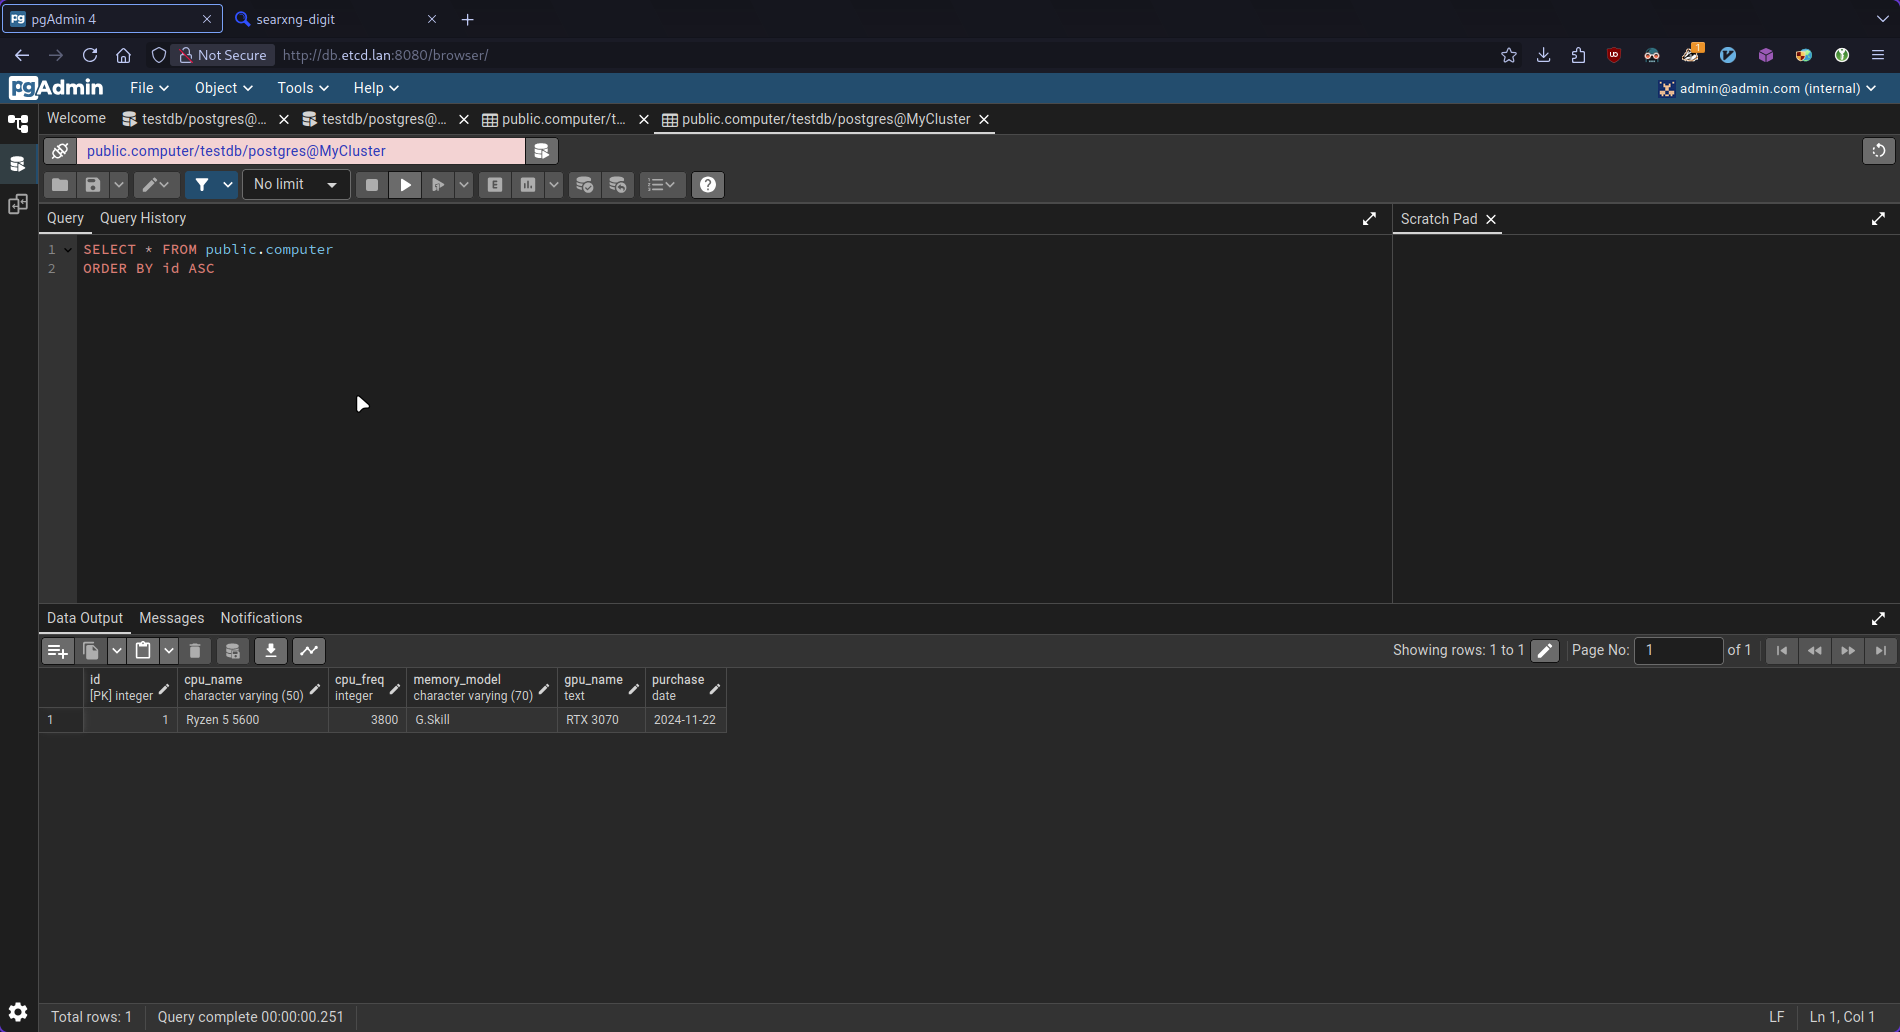 pgAdmin 4
searxng-digit
Not Secure
http://db.etcd.lan:8080/browser/
1
pgAdmin
File
Object
Tools
Help
admin@admin.com (internal)
Welcome
testdb/postgres@...
testdb/postgres@...
public.computer/t...
public.computer/testdb/postgres@MyCluster
public.computer/testdb/postgres@MyCluster
No limit
E
?
Query
Query History
Scratch Pad
1 SELECT * FROM public.computer
2 ORDER BY id ASC
Data Output
Messages
Notifications
Showing rows: 1 to 1
Page No: 1 of 1
id cpu_name cpu_freq memory_model gpu_name purchase
[PK] integer character varying (50) integer character varying (70) text date
1 1 Ryzen 5 5600 3800 G.Skill RTX 3070 2024-11-22
Total rows: 1
Query complete 00:00:00.251
LF
Ln 1, Col 1